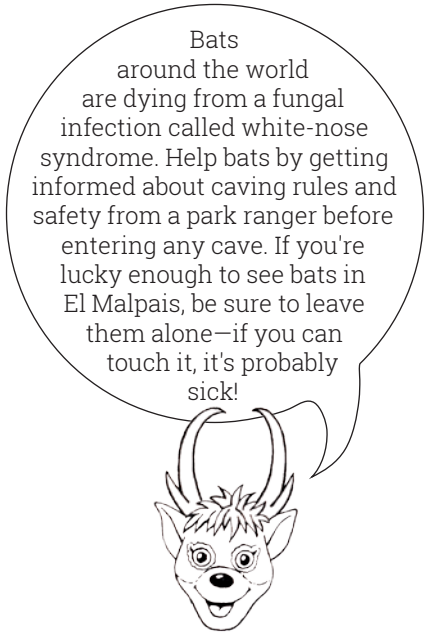 Bats
around the world
are dying from a fungal
infection called white-nose
syndrome. Help bats by getting
informed about caving rules and
safety from a park ranger before
entering any cave. If you're
lucky enough to see bats in
El Malpais, be sure to leave
them alone—if you can
touch it, it's probably
sick!